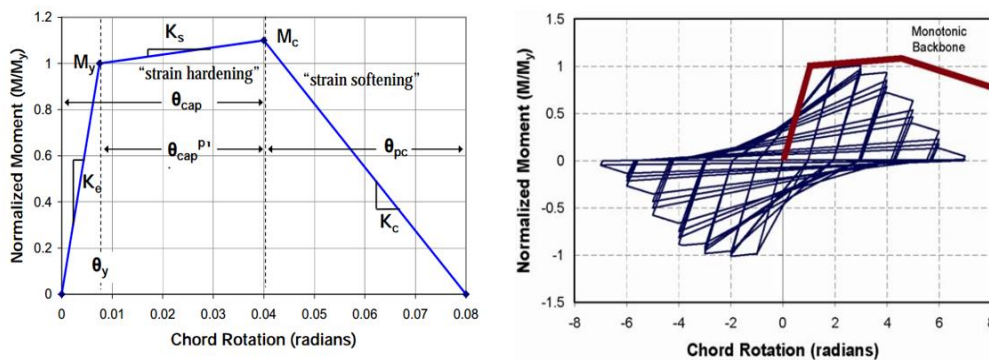 1.2
1
0.8
0.6
0.4
0.2
0
Normalized Moment (M/My)
My
Ks
Mc
"strain hardening"
"strain softening"
θcap
θcap p1
θpc
Ke
Kc
θy
0 0.01 0.02 0.03 0.04 0.05 0.06 0.07 0.08
Chord Rotation (radians)
1.5
1
0.5
0
-0.5
-1
-1.5
Normalized Moment (M/My)
Monotonic
Backbone
-8 -6 -4 -2 0 2 4 6 8
Chord Rotation (radians)